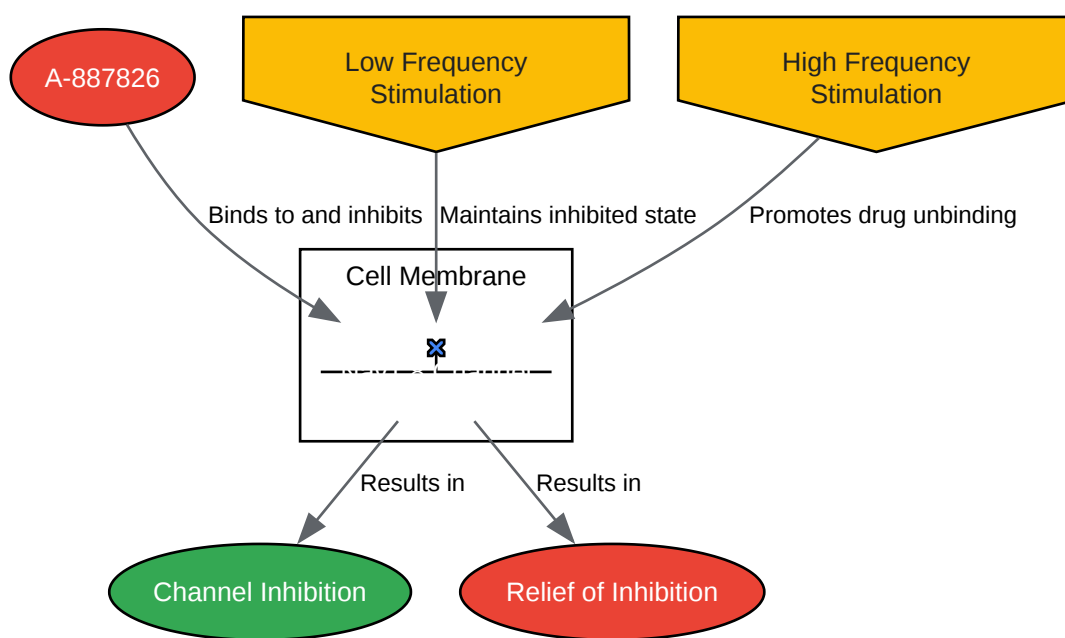 A-887826
Low Frequency
Stimulation
High Frequency
Stimulation
Binds to and inhibits
Maintains inhibited state
Promotes drug unbinding
Cell Membrane
Results in
Results in
Channel Inhibition
Relief of Inhibition